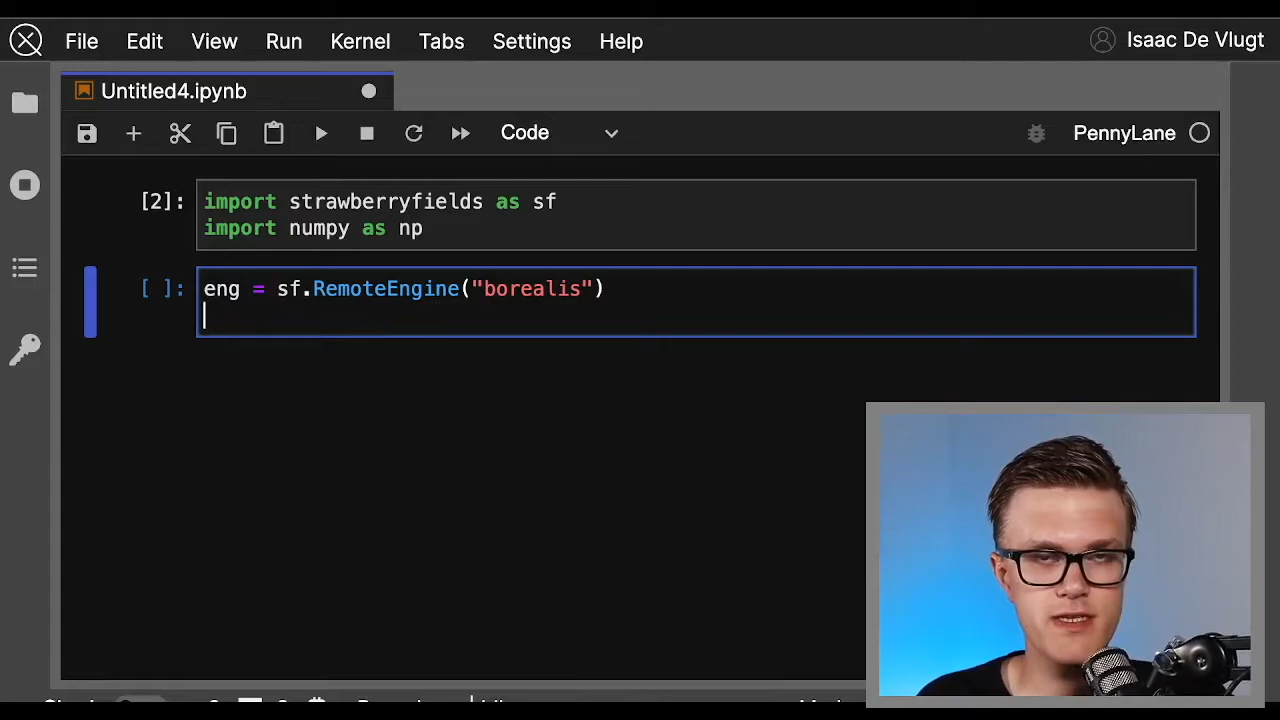 File Edit View Run Kernel Tabs Settings Help Isaac De Vlugt
Untitled4.ipynb
Code PennyLane
[2]: import strawberryfields as sf
import numpy as np
[ ]: eng = sf.RemoteEngine("borealis")